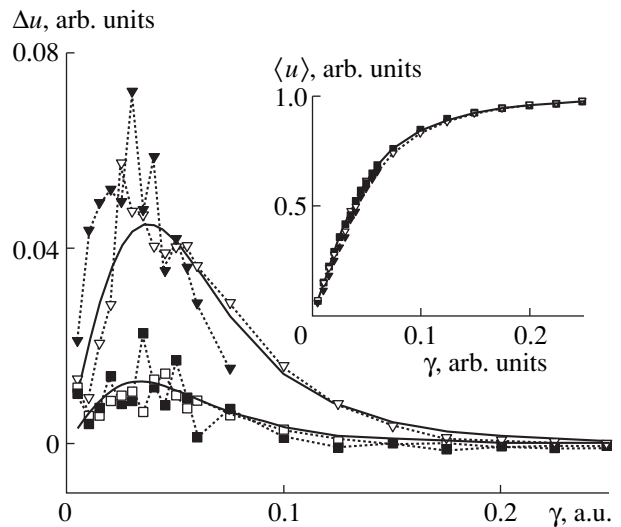 Δu, arb. units
0.08
⟨u⟩, arb. units
1.0
0.5
0.04
0
0.1
0.2
γ, arb. units
0
0
0.1
0.2
γ, a.u.